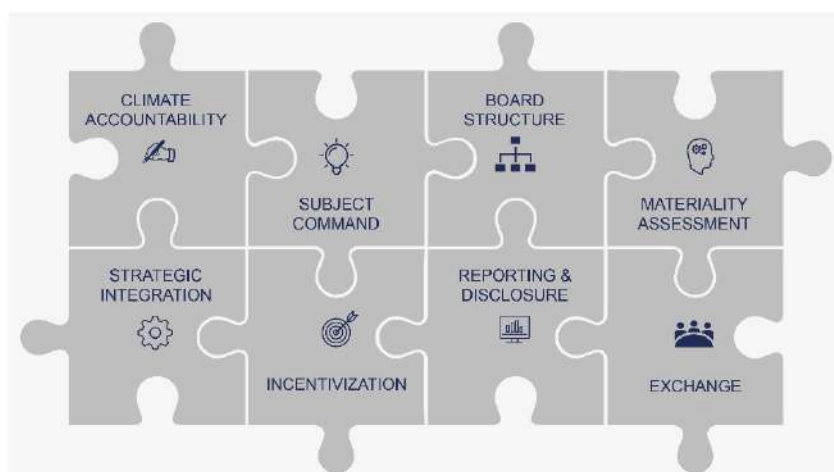 CLIMATE
ACCOUNTABILITY
SUBJECT
COMMAND
BOARD
STRUCTURE
MATERIALITY
ASSESSMENT
STRATEGIC
INTEGRATION
INCENTIVIZATION
REPORTING &
DISCLOSURE
EXCHANGE